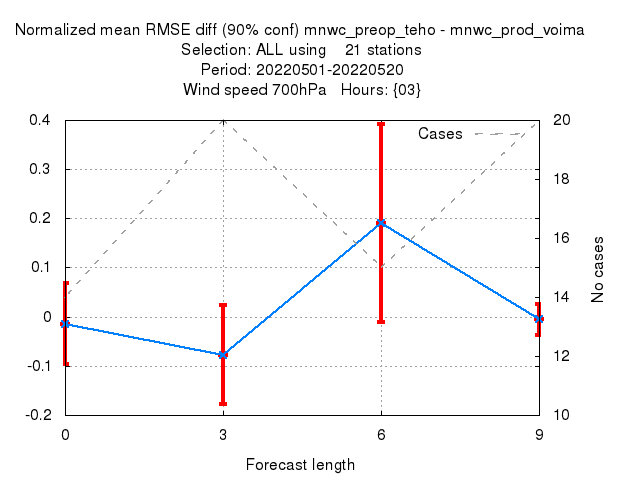 Normalized mean RMSE diff (90% conf) mnwc_preop_teho - mnwc_prod_voima
Selection: ALL using 21 stations
Period: 20220501-20220520
Wind speed 700hPa Hours: {03}
Cases
0.4
0.3
0.2
0.1
0
-0.1
-0.2
20
18
16
14
12
10
No cases
0 3 6 9
Forecast length